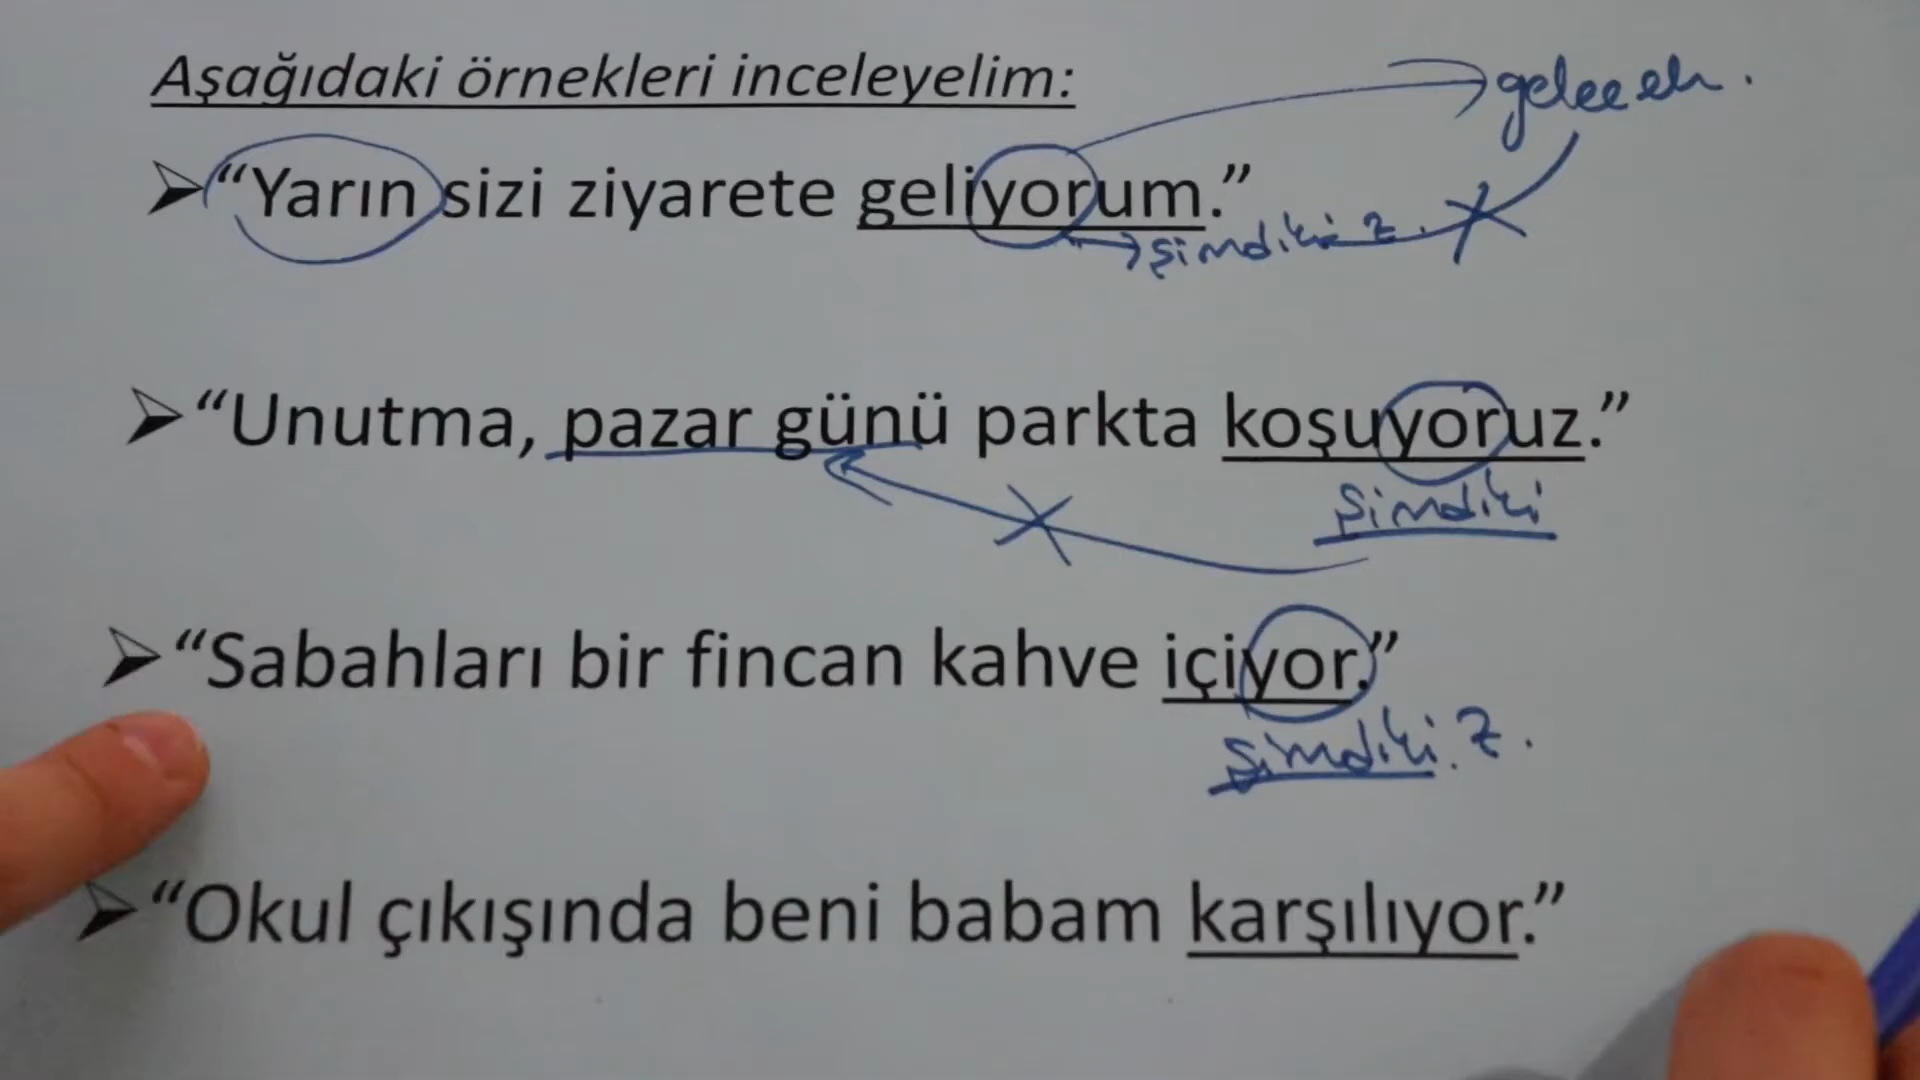 Aşağıdaki örnekleri inceleyelim:
gelecek.
➢ “Yarın sizi ziyarete geliyorum.”
şimdiki z.
➢ “Unutma, pazar günü parkta koşuyoruz.”
Şimdiki
➢ “Sabahları bir fincan kahve içiyor.”
şimdiki z.
➢ “Okul çıkışında beni babam karşılıyor.”